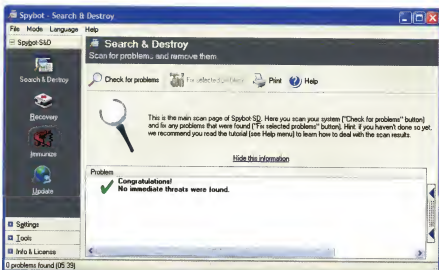 Spybot - Search & Destroy
File Mode Language Help
Spybot-S&D
Search & Destroy
Scan for problems and remove them
Search & Destroy
Recovery
Immunize
Update
Check for problems
Fix selected problems
Print
Help
This is the main scan page of Spybot-SD. Here you scan your system ("Check for problems" button)
and fix any problems that were found ("Fix selected problems" button). Hint: if you haven't done so yet,
we recommend you read the tutorial (see Help menu) to learn how to deal with the scan results.
Hide this information
Problem
Congratulations!
No immediate threats were found.
Settings
Tools
Info & License
0 problems found (05:39)